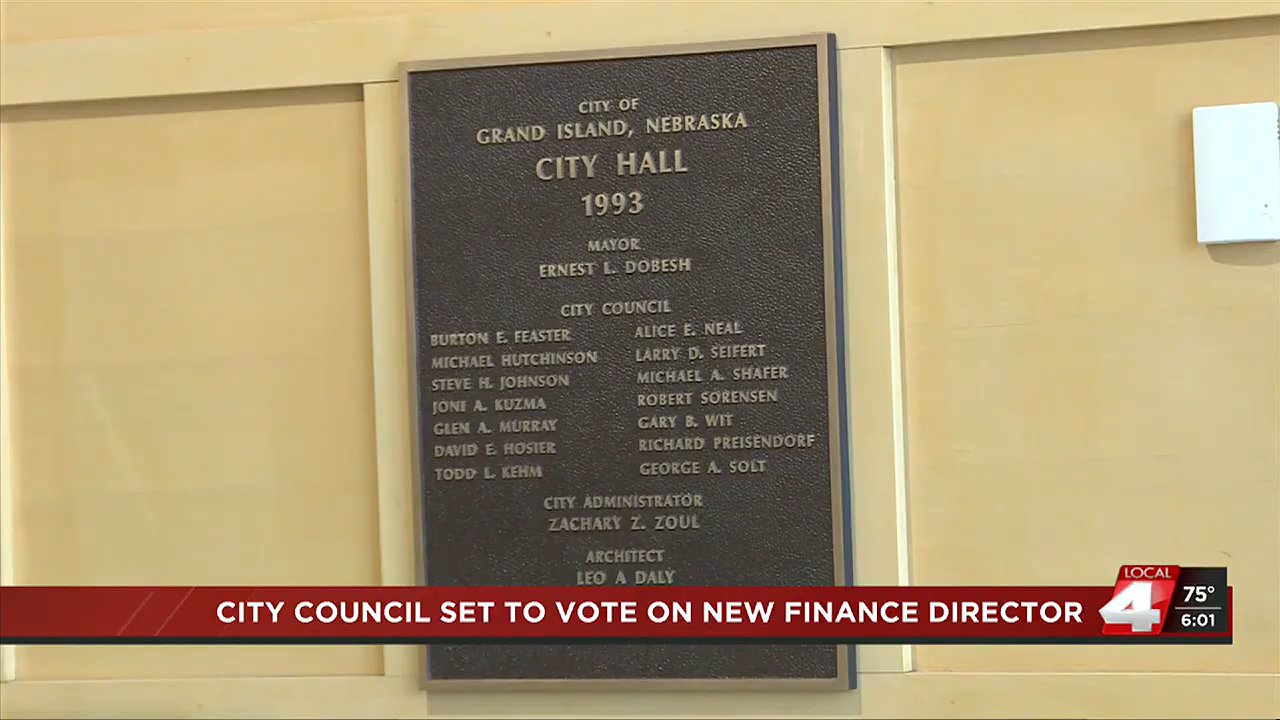 CITY OF
GRAND ISLAND, NEBRASKA
CITY HALL
1993
MAYOR
ERNEST L. DOBESH
CITY COUNCIL
BURTON E. FEASTER ALICE E. NEAL
MICHAEL HUTCHINSON LARRY D. SEIFERT
STEVE H. JOHNSON MICHAEL A. SHAFER
JONI A. KUZMA ROBERT SORENSEN
GLEN A. MURRAY GARY B. WIT
DAVID E. HOSIER RICHARD PREISENDORF
TODD L. KEHM GEORGE A. SOLT
CITY ADMINISTRATOR
ZACHARY Z. ZOUL
ARCHITECT
LEO A DALY
CITY COUNCIL SET TO VOTE ON NEW FINANCE DIRECTOR
LOCAL
4
75°
6:01